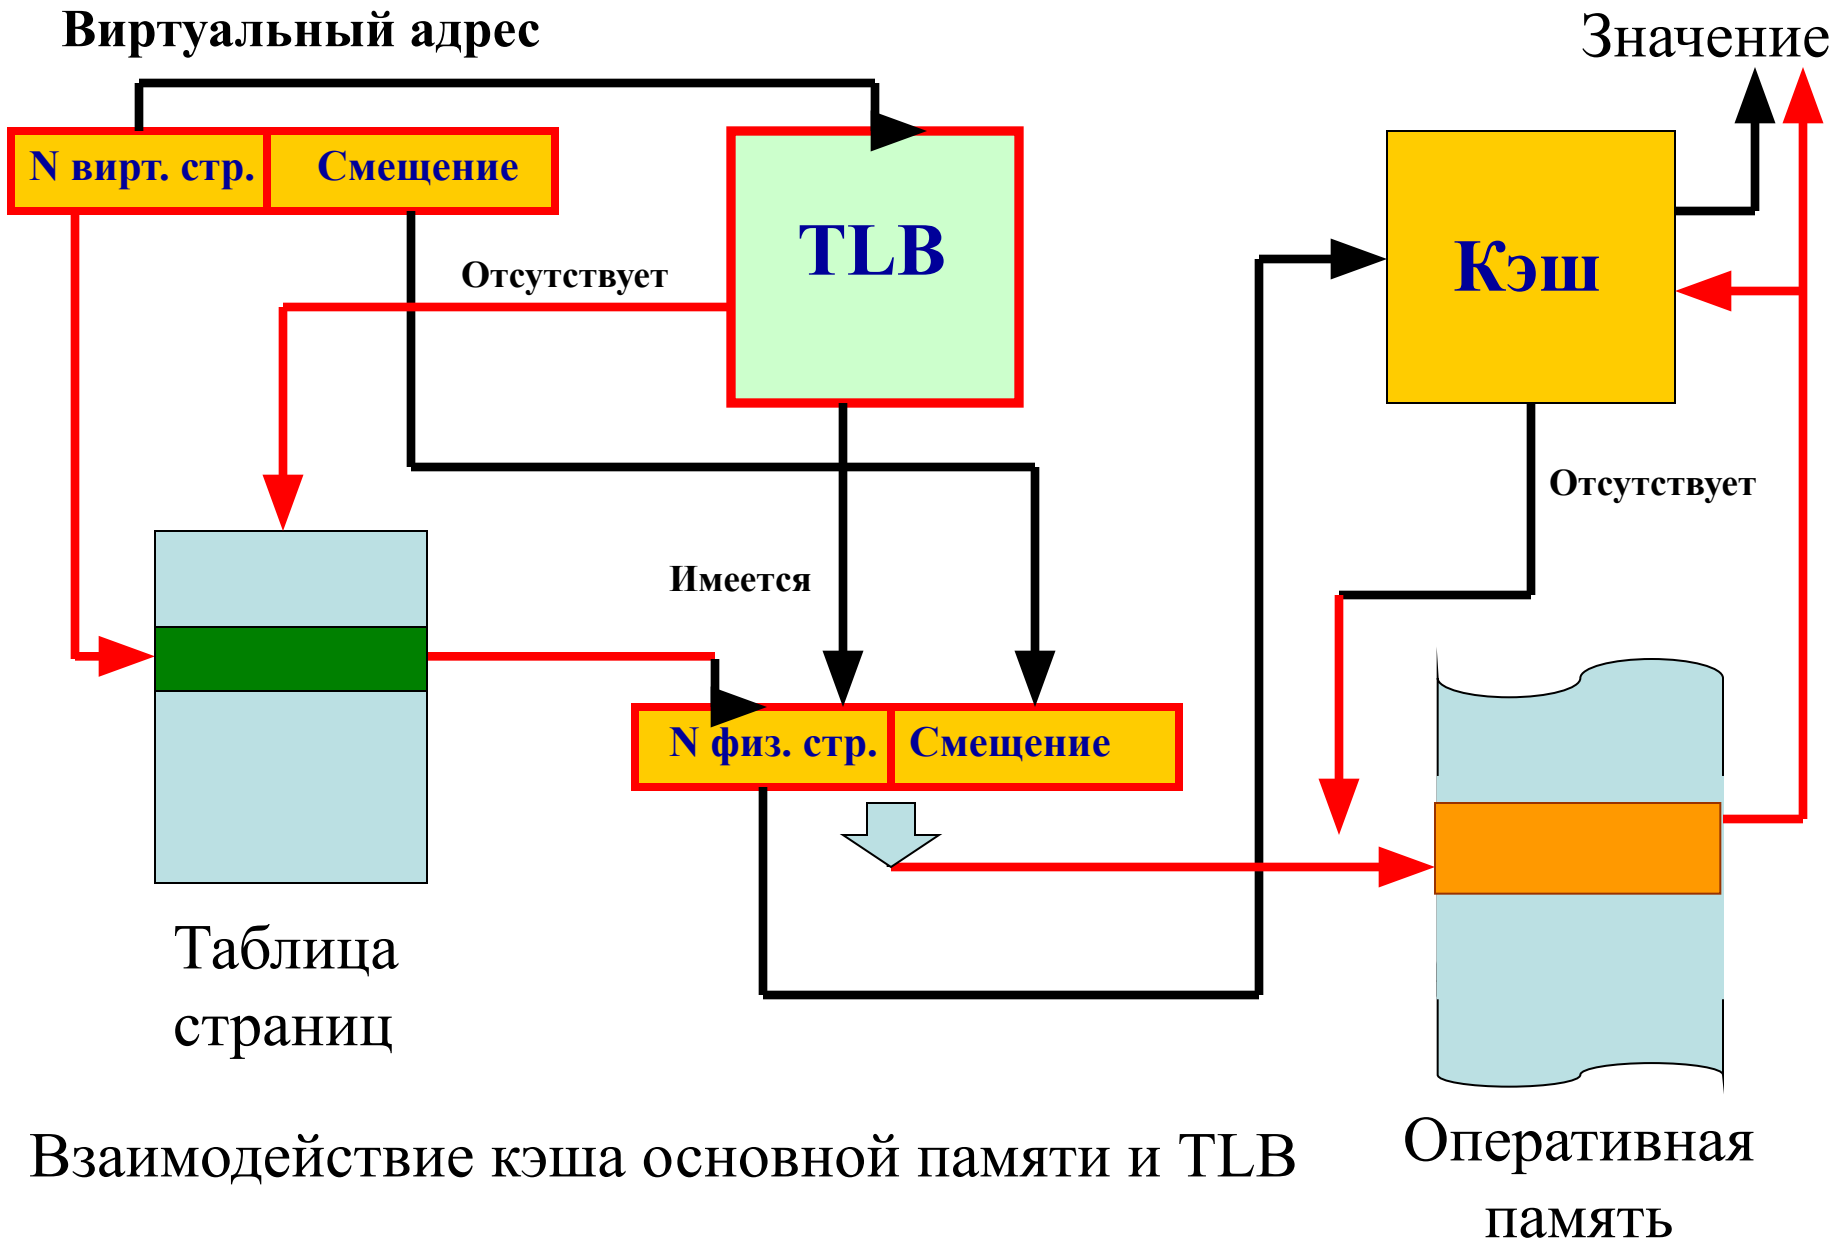 Виртуальный адрес
Значение
N вирт. стр.
Смещение
TLB
Кэш
Отсутствует
Отсутствует
Имеется
N физ. стр.
Смещение
Таблица
страниц
Оперативная
память
Взаимодействие кэша основной памяти и TLB